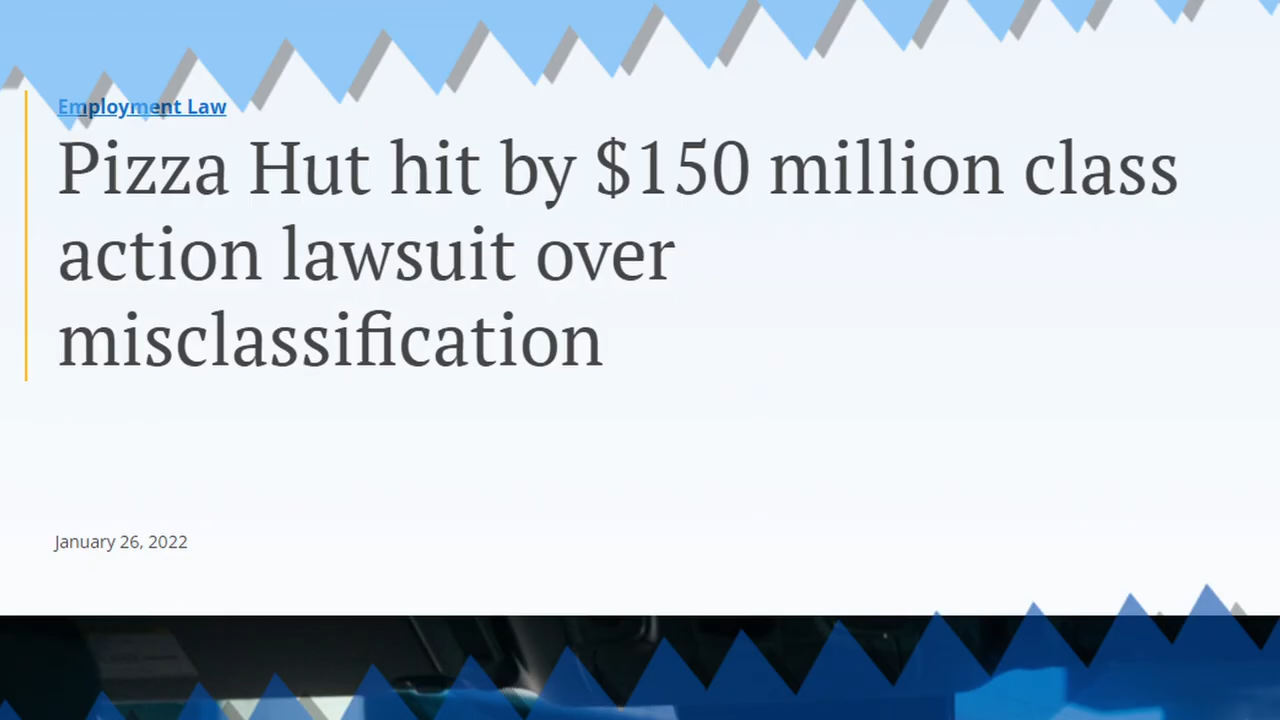 Employment Law
Pizza Hut hit by $150 million class
action lawsuit over
misclassification
January 26, 2022